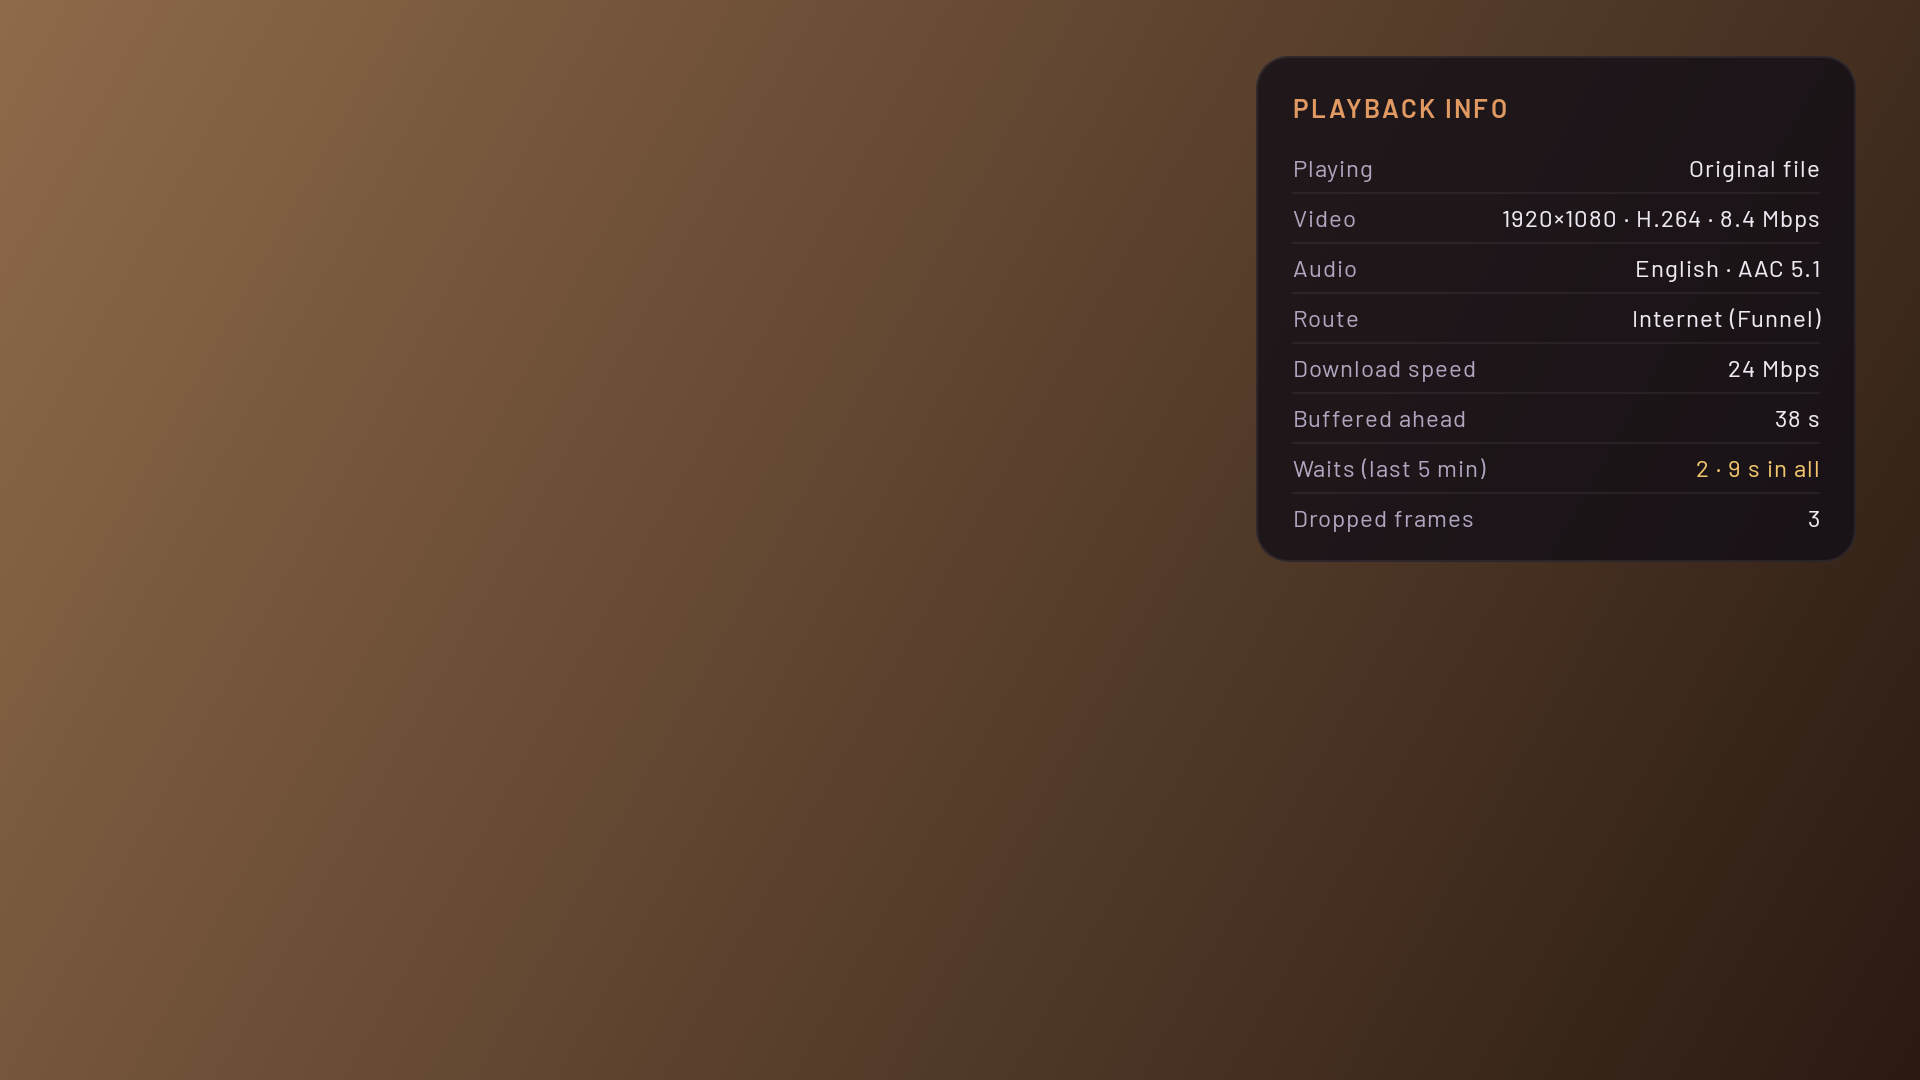 PLAYBACK INFO
Playing Original file
Video 1920×1080 · H.264 · 8.4 Mbps
Audio English · AAC 5.1
Route Internet (Funnel)
Download speed 24 Mbps
Buffered ahead 38 s
Waits (last 5 min) 2 · 9 s in all
Dropped frames 3